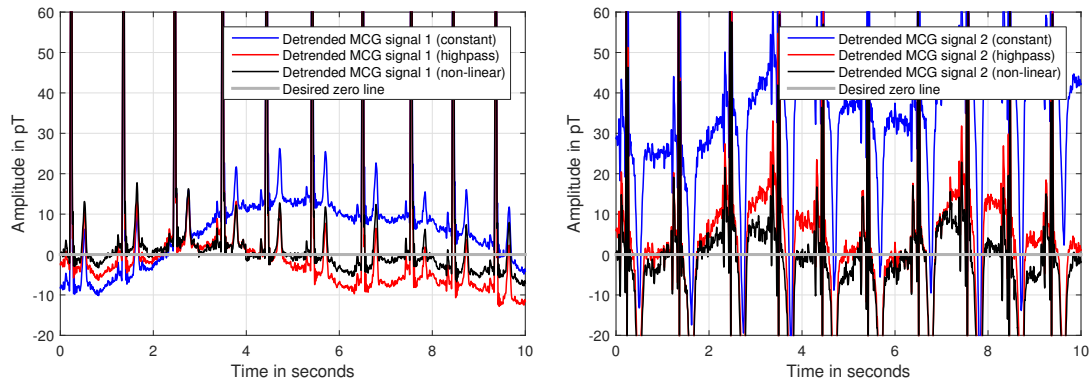 60
50
40
30
20
10
0
-10
-20
Amplitude in pT
Detrended MCG signal 1 (constant)
Detrended MCG signal 1 (highpass)
Detrended MCG signal 1 (non-linear)
Desired zero line
0 2 4 6 8 10
Time in seconds
60
50
40
30
20
10
0
-10
-20
Amplitude in pT
Detrended MCG signal 2 (constant)
Detrended MCG signal 2 (highpass)
Detrended MCG signal 2 (non-linear)
Desired zero line
0 2 4 6 8 10
Time in seconds